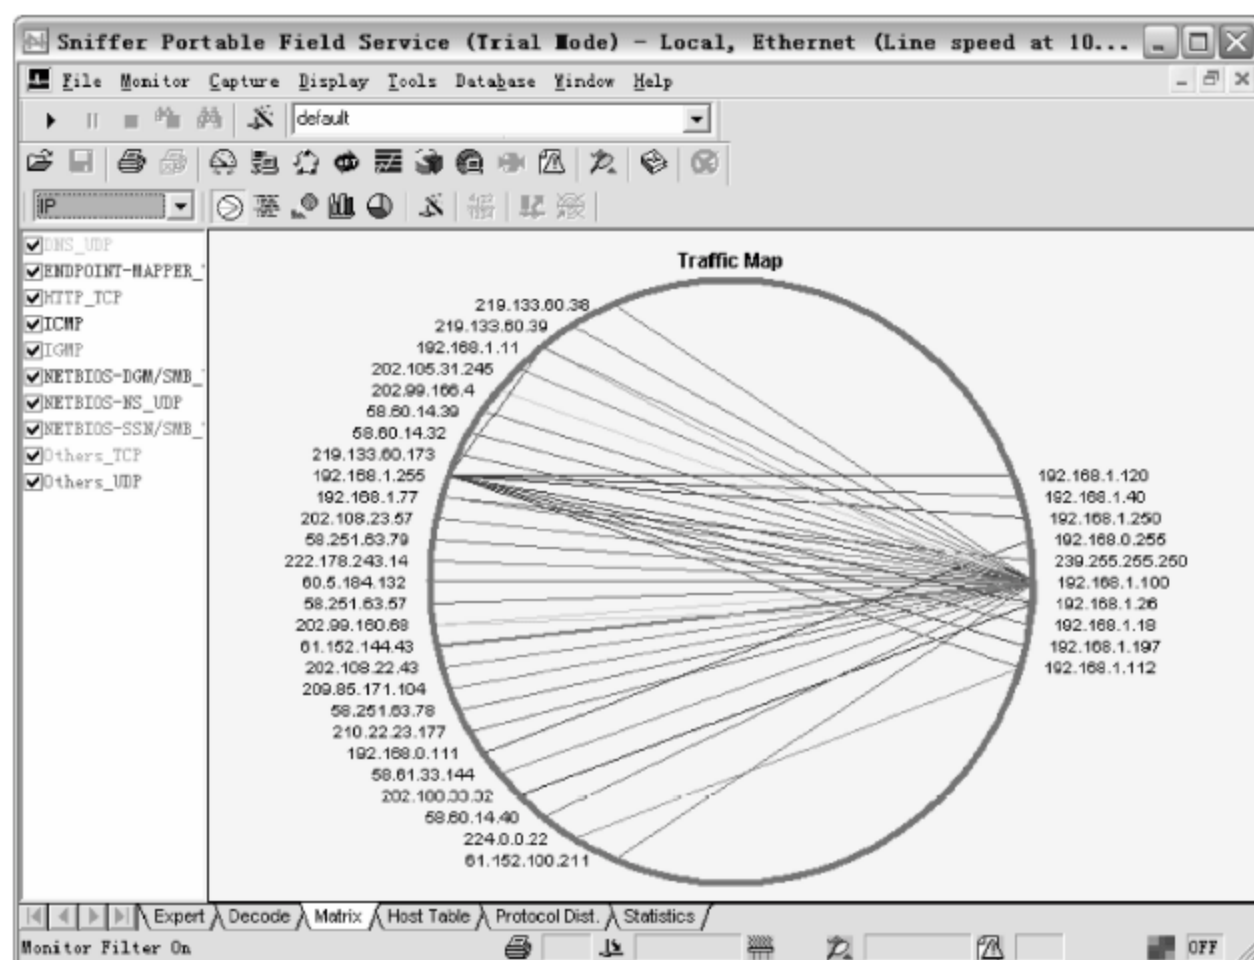 Sniffer Portable Field Service (Trial Mode) - Local, Ethernet (Line speed at 10...
File Monitor Capture Display Tools Database Window Help
default
IP
DNS_UDP
ENDPOINT-MAPPER_
HTTP_TCP
ICMP
IGMP
NETBIOS-DGM/SMB_
NETBIOS-NS_UDP
NETBIOS-SSN/SMB_
Others_TCP
Others_UDP
Traffic Map
219.133.60.38
219.133.60.39
192.168.1.11
202.105.31.245
202.99.166.4
58.60.14.39
58.60.14.32
219.133.60.173
192.168.1.255
192.168.1.77
202.108.23.57
58.251.63.79
222.178.243.14
60.5.184.132
58.251.63.57
202.99.160.68
61.152.144.43
202.108.22.43
209.85.171.104
58.251.63.78
210.22.23.177
192.168.0.111
58.61.33.144
58.60.14.40
224.0.0.22
61.152.100.211
192.168.1.120
192.168.1.40
192.168.1.250
192.168.0.255
239.255.255.250
192.168.1.100
192.168.1.26
192.168.1.18
192.168.1.197
192.168.1.112
Expert Decode Matrix Host Table Protocol Dist. Statistics
Monitor Filter On
OFF